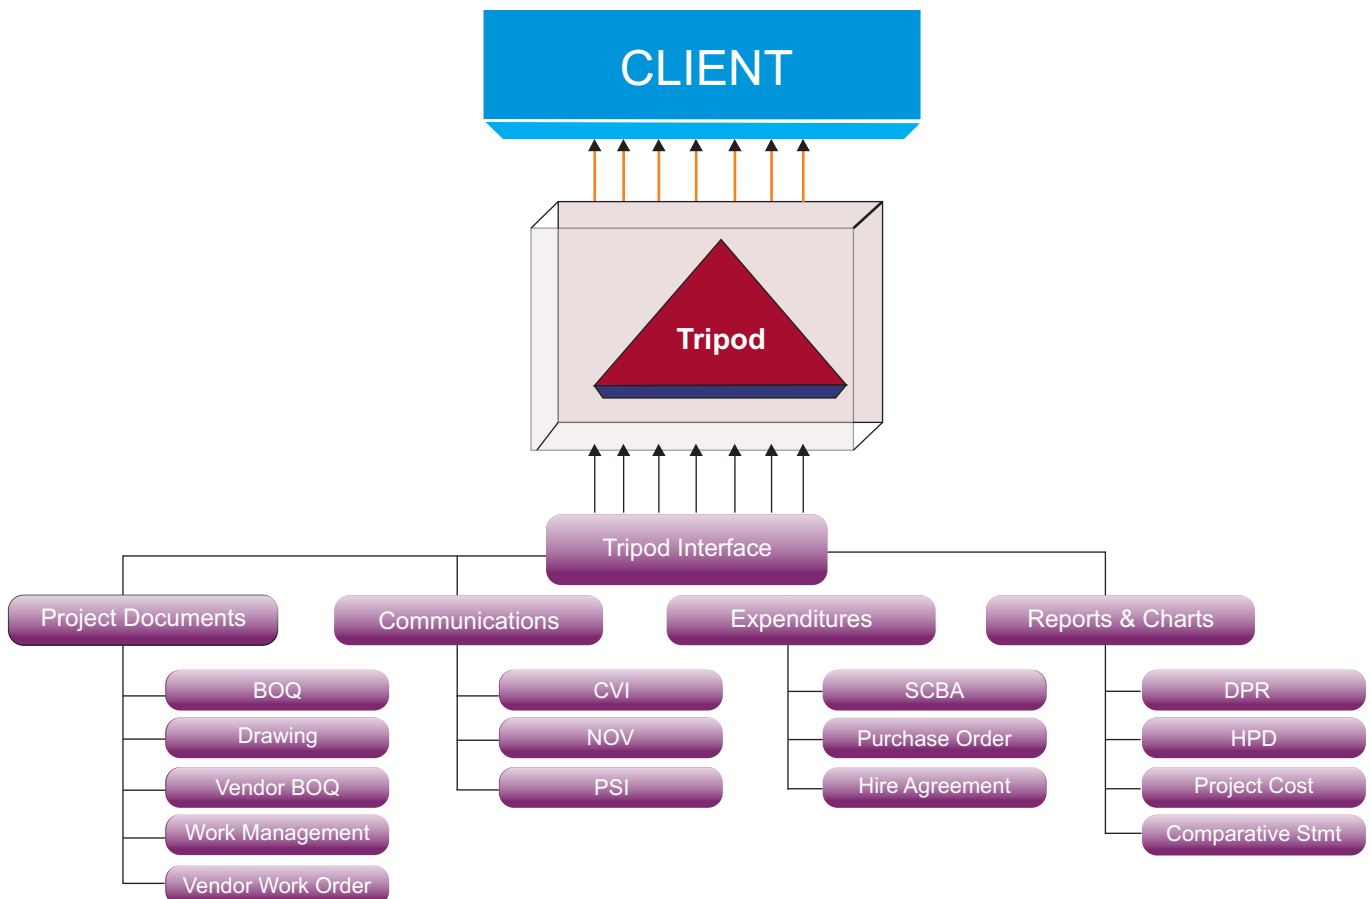 CLIENT
Tripod
Tripod Interface
Project Documents
Communications
Expenditures
Reports & Charts
BOQ
Drawing
Vendor BOQ
Work Management
Vendor Work Order
CVI
NOV
PSI
SCBA
Purchase Order
Hire Agreement
DPR
HPD
Project Cost
Comparative Stmt